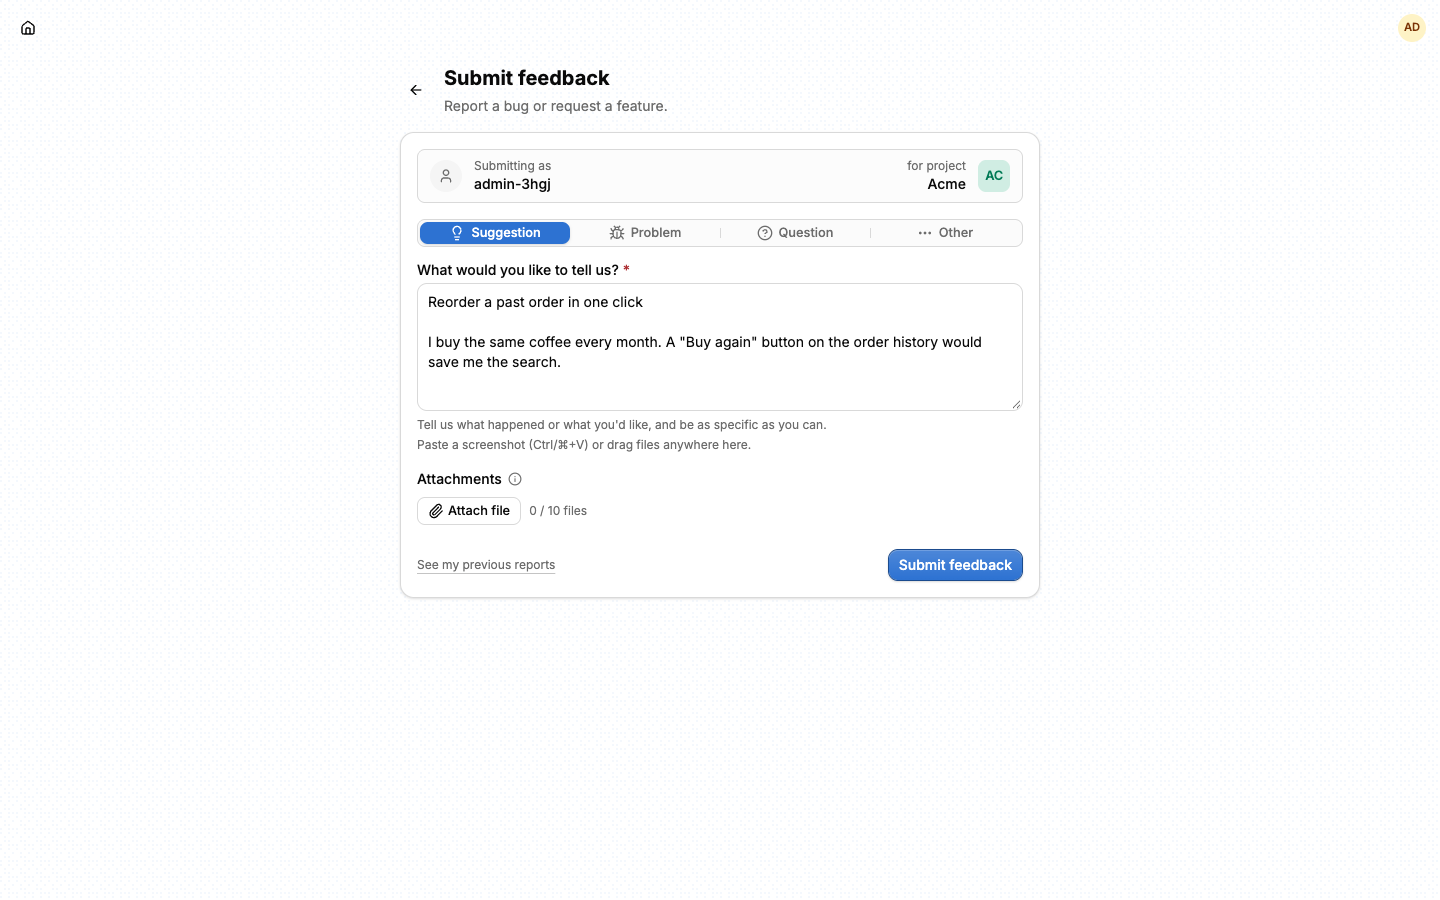 AD
Submit feedback
Report a bug or request a feature.
Submitting as
admin-3hgj
for project
Acme
AC
Suggestion
Problem
Question
Other
What would you like to tell us? *
Reorder a past order in one click
I buy the same coffee every month. A "Buy again" button on the order history would
save me the search.
Tell us what happened or what you'd like, and be as specific as you can.
Paste a screenshot (Ctrl/⌘+V) or drag files anywhere here.
Attachments
Attach file
0 / 10 files
See my previous reports
Submit feedback